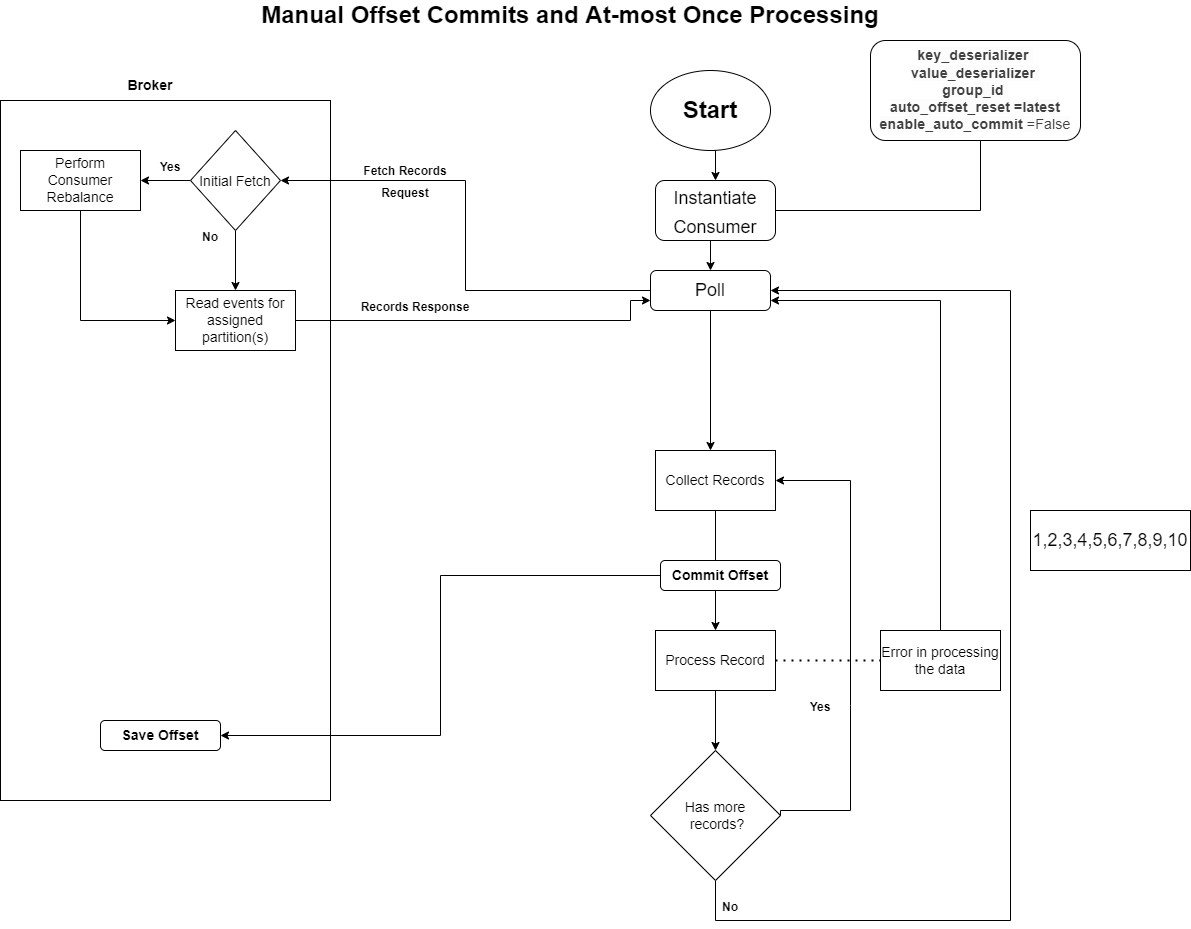 Manual Offset Commits and At-most Once Processing
key_deserializer
value_deserializer
group_id
auto_offset_reset =latest
enable_auto_commit =False
Broker
Start
Perform
Consumer
Rebalance
Yes
Initial Fetch
Fetch Records
Request
Instantiate
Consumer
No
Poll
Read events for
assigned
partition(s)
Records Response
Collect Records
1,2,3,4,5,6,7,8,9,10
Commit Offset
Process Record
Error in processing
the data
Yes
Save Offset
Has more
records?
No